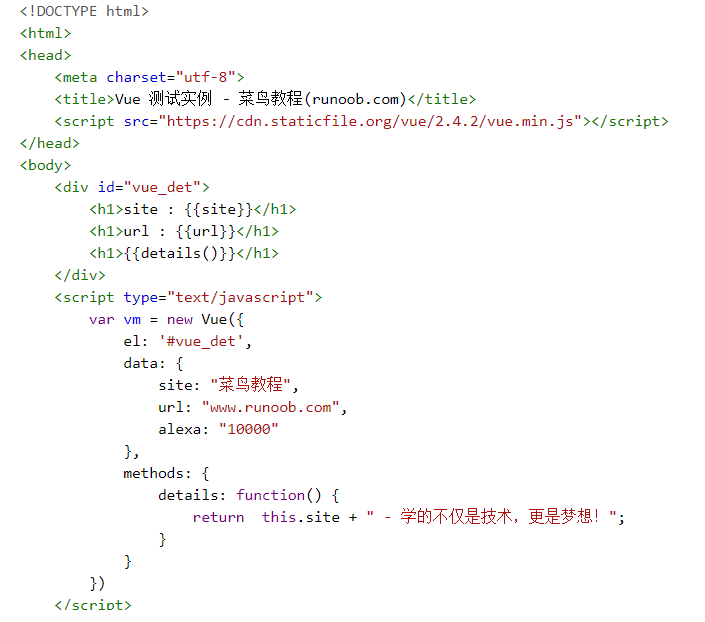 <!DOCTYPE html>
<html>
<head>
    <meta charset="utf-8">
    <title>Vue 测试实例 - 菜鸟教程(runoob.com)</title>
    <script src="https://cdn.staticfile.org/vue/2.4.2/vue.min.js"></script>
</head>
<body>
    <div id="vue_det">
        <h1>site : {{site}}</h1>
        <h1>url : {{url}}</h1>
        <h1>{{details()}}</h1>
    </div>
    <script type="text/javascript">
        var vm = new Vue({
            el: '#vue_det',
            data: {
                site: "菜鸟教程",
                url: "www.runoob.com",
                alexa: "10000"
            },
            methods: {
                details: function() {
                    return  this.site + " - 学的不仅是技术，更是梦想！";
                }
            }
        })
    </script>